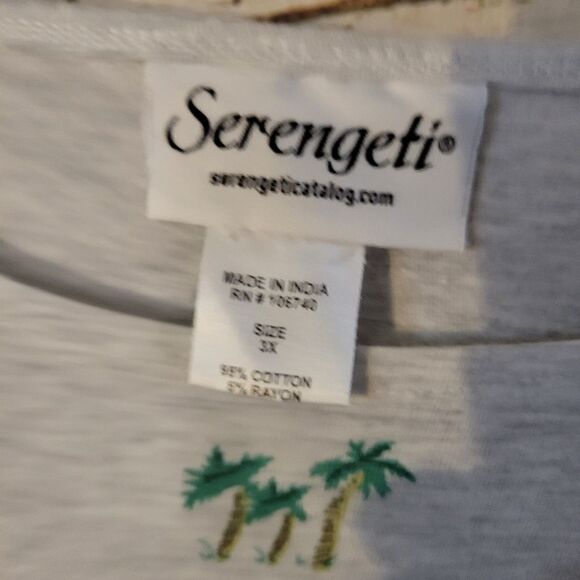 Serengeti®
serengeticatalog.com
MADE IN INDIA
RN # 106740
SIZE
3X
95% COTTON
5% RAYON